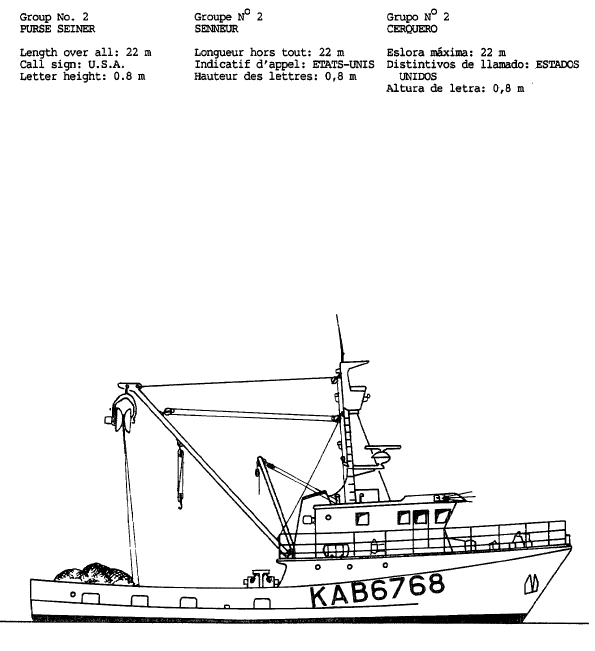 Group No. 2
PURSE SEINER
Length over all: 22 m
Call sign: U.S.A.
Letter height: 0.8 m
Groupe Nº 2
SENNEUR
Longueur hors tout: 22 m
Indicatif d'appel: ETATS-UNIS
Hauteur des lettres: 0,8 m
Grupo Nº 2
CERQUERO
Eslora máxima: 22 m
Distintivos de llamado: ESTADOS
UNIDOS
Altura de letra: 0,8 m
KAB6768